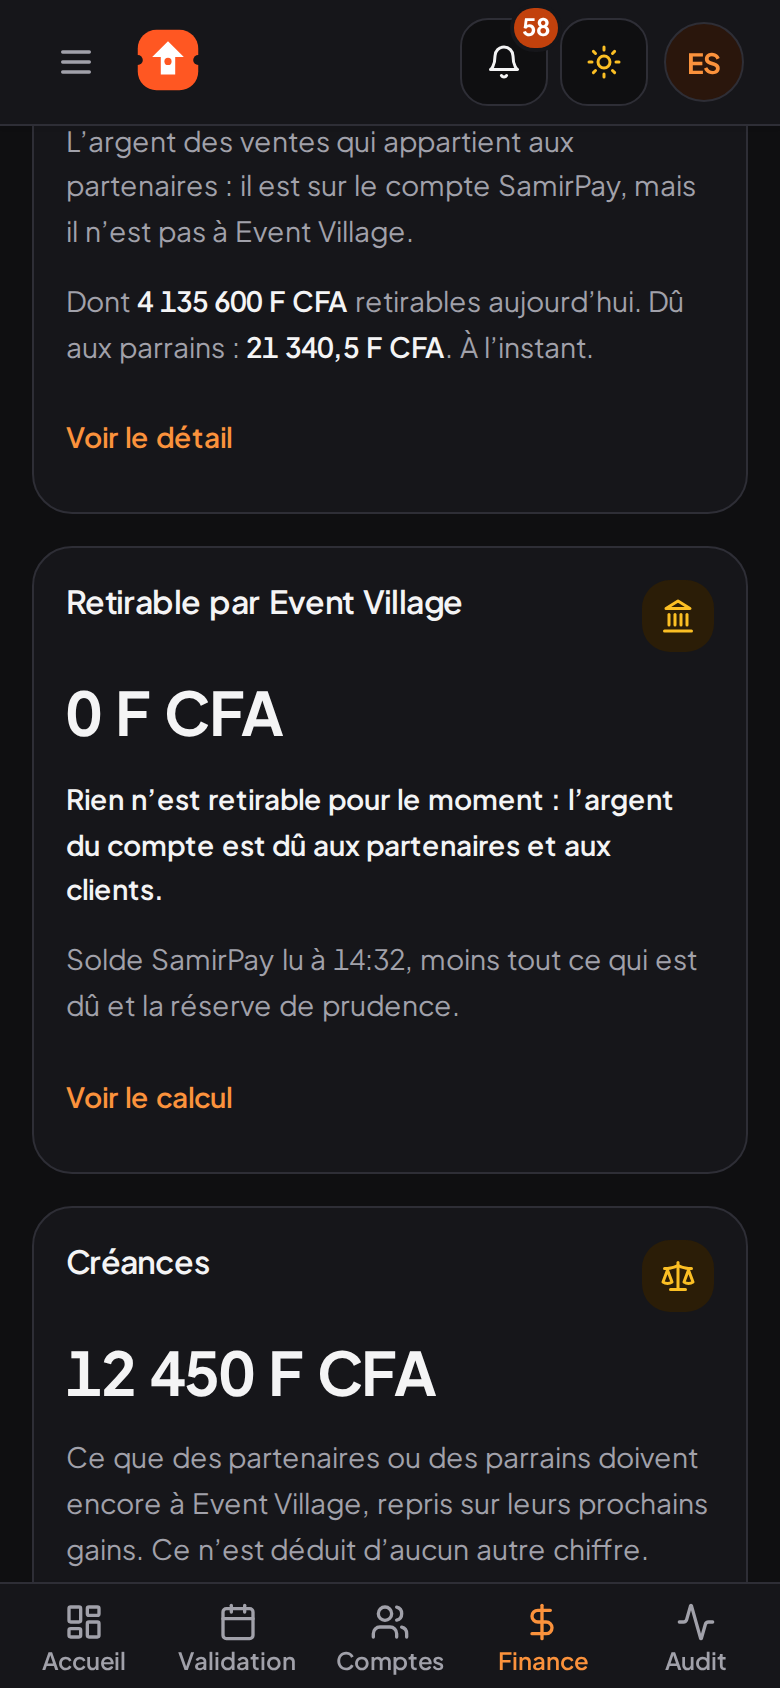 58
ES
L’argent des ventes qui appartient aux
partenaires : il est sur le compte SamirPay, mais
il n’est pas à Event Village.
Dont 4 135 600 F CFA retirables aujourd’hui. Dû
aux parrains : 21 340,5 F CFA. À l’instant.
Voir le détail
Retirable par Event Village
0 F CFA
Rien n’est retirable pour le moment : l’argent
du compte est dû aux partenaires et aux
clients.
Solde SamirPay lu à 14:32, moins tout ce qui est
dû et la réserve de prudence.
Voir le calcul
Créances
12 450 F CFA
Ce que des partenaires ou des parrains doivent
encore à Event Village, repris sur leurs prochains
gains. Ce n’est déduit d’aucun autre chiffre.
Accueil
Validation
Comptes
Finance
Audit